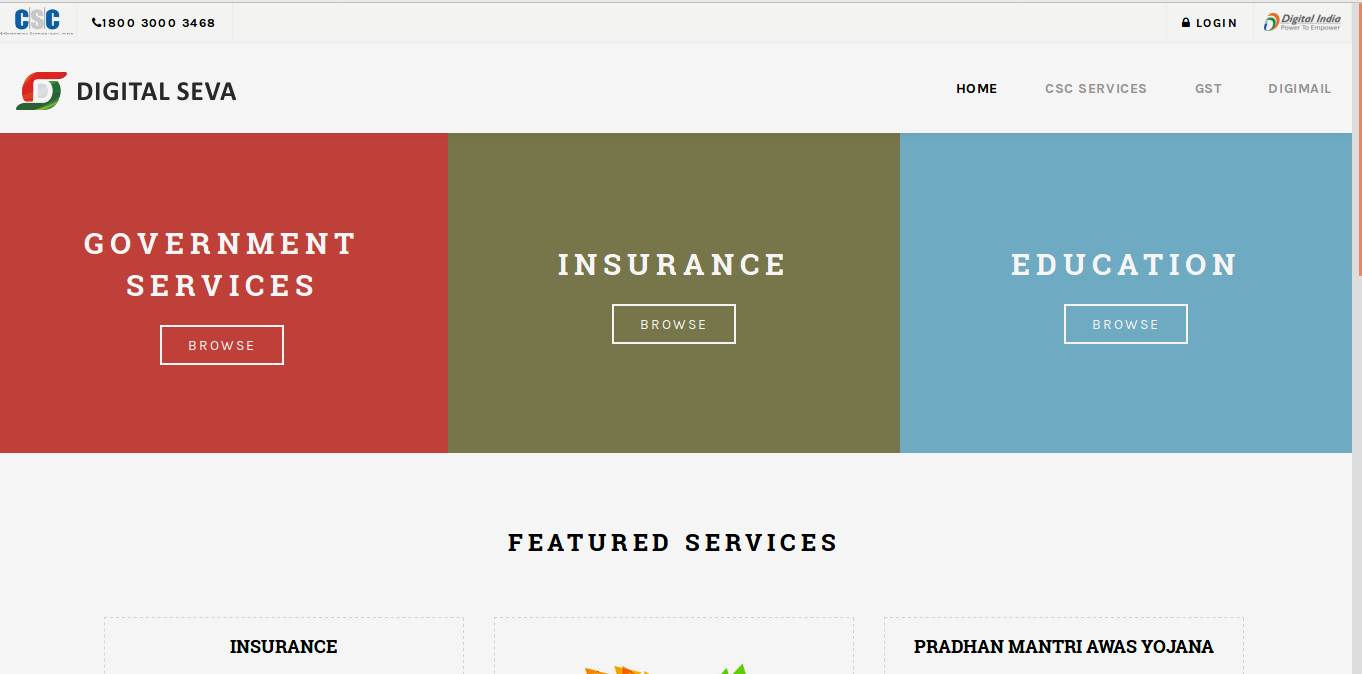 CSC
1800 3000 3468
LOGIN
Digital India
Power To Empower
DIGITAL SEVA
HOME
CSC SERVICES
GST
DIGIMAIL
GOVERNMENT
SERVICES
BROWSE
INSURANCE
BROWSE
EDUCATION
BROWSE
FEATURED SERVICES
INSURANCE
PRADHAN MANTRI AWAS YOJANA